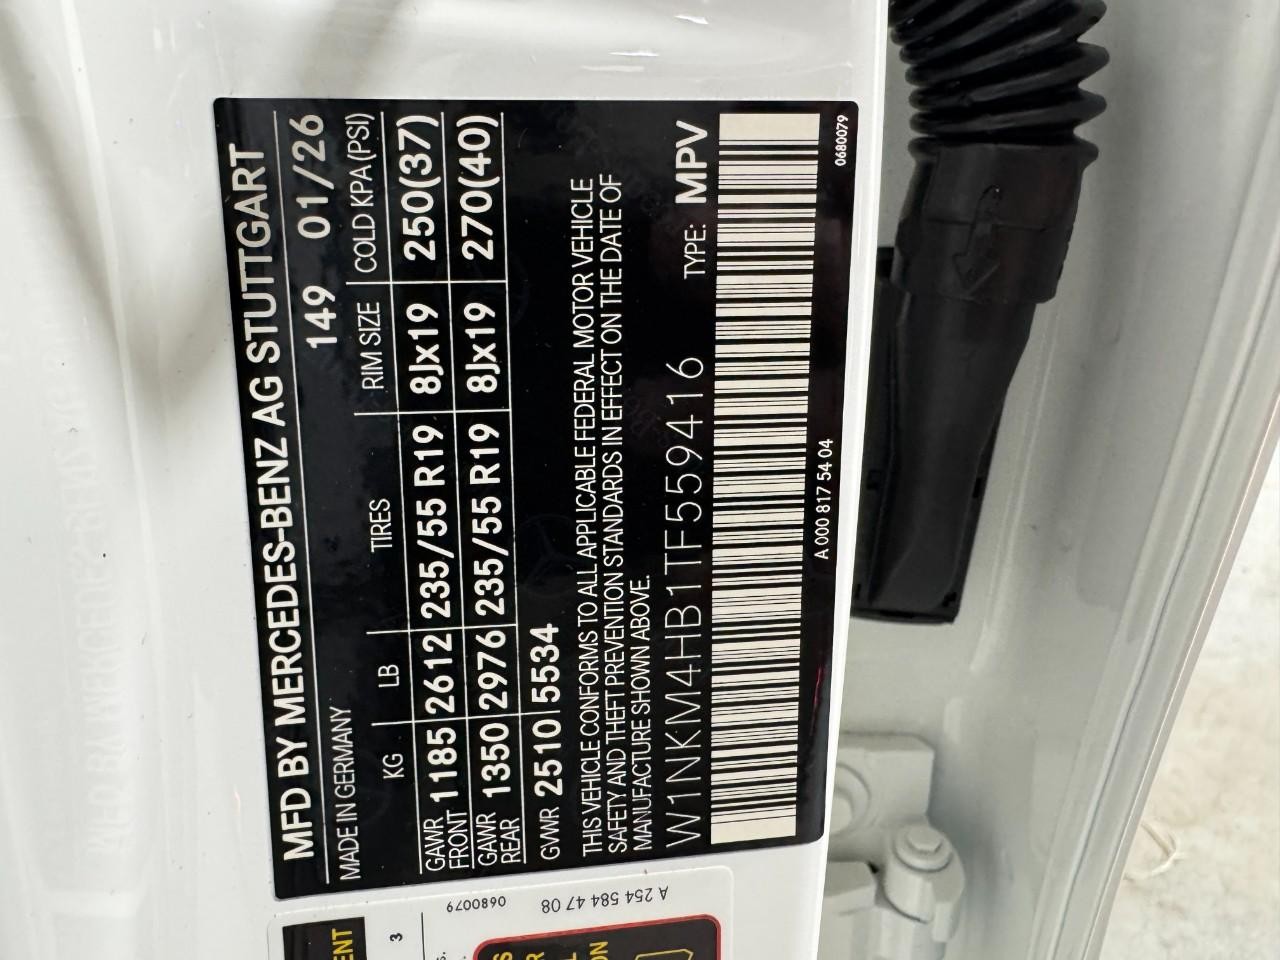 MFD BY MERCEDES-BENZ AG STUTTGART
MADE IN GERMANY 149 01/26
KG LB TIRES RIM SIZE COLD KPA(PSI)
GAWR FRONT 1185 2612 235/55 R19 8Jx19 250(37)
GAWR REAR 1350 2976 235/55 R19 8Jx19 270(40)
GVWR 2510 5534
THIS VEHICLE CONFORMS TO ALL APPLICABLE FEDERAL MOTOR VEHICLE
SAFETY AND THEFT PREVENTION STANDARDS IN EFFECT ON THE DATE OF
MANUFACTURE SHOWN ABOVE.
W1NKM4HB1TF559416 TYPE: MPV
A 000 817 54 04 0680079
A 254 584 47 08
0680079
3